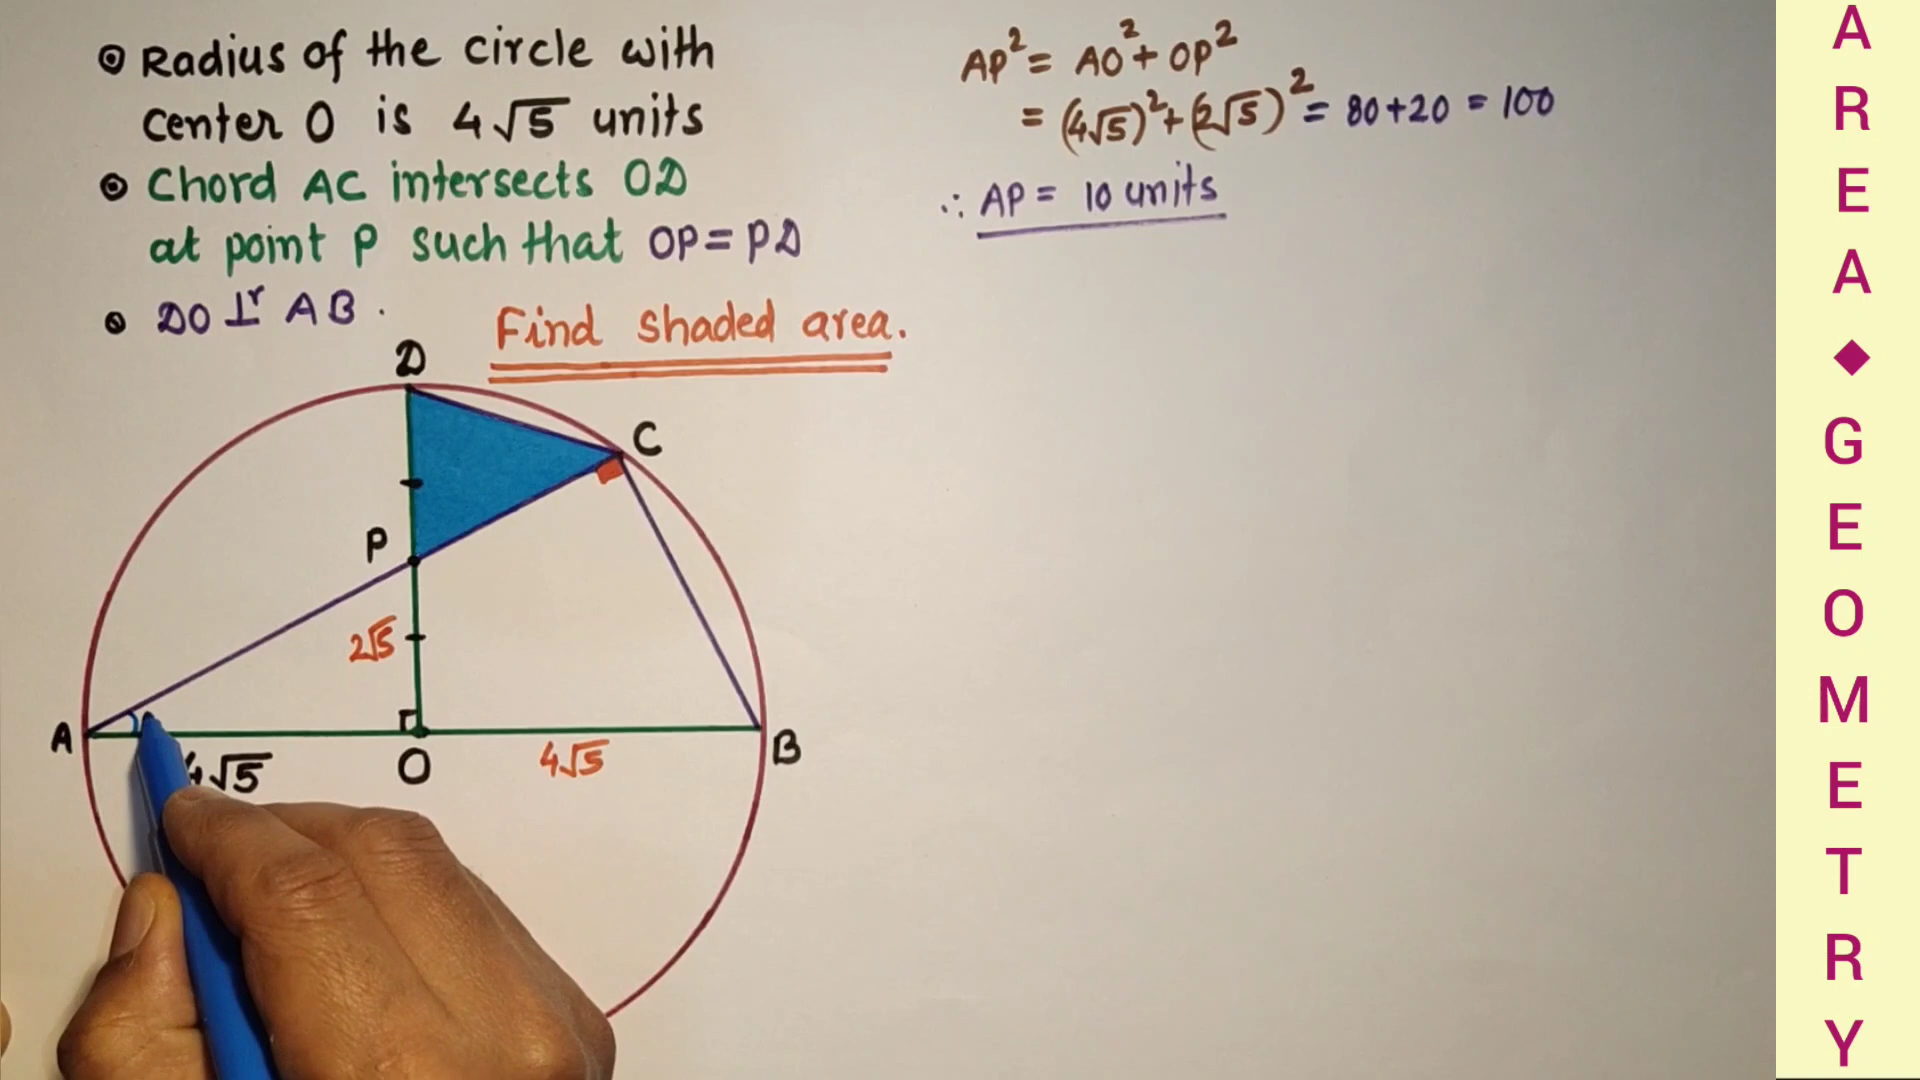 Radius of the circle with
center O is 4√5 units
Chord AC intersects OD
at point P such that OP = PD
DO ⊥r AB.
Find shaded area.
AP² = AO² + OP²
= (4√5)² + (2√5)² = 80+20 = 100
∴ AP = 10 units
D
C
P
2√5
A
O
B
4√5
4√5
AREA ◆ GEOMETRY